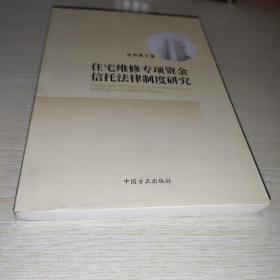 住宅维修专项资金
信托法律制度研究
中国方正出版社